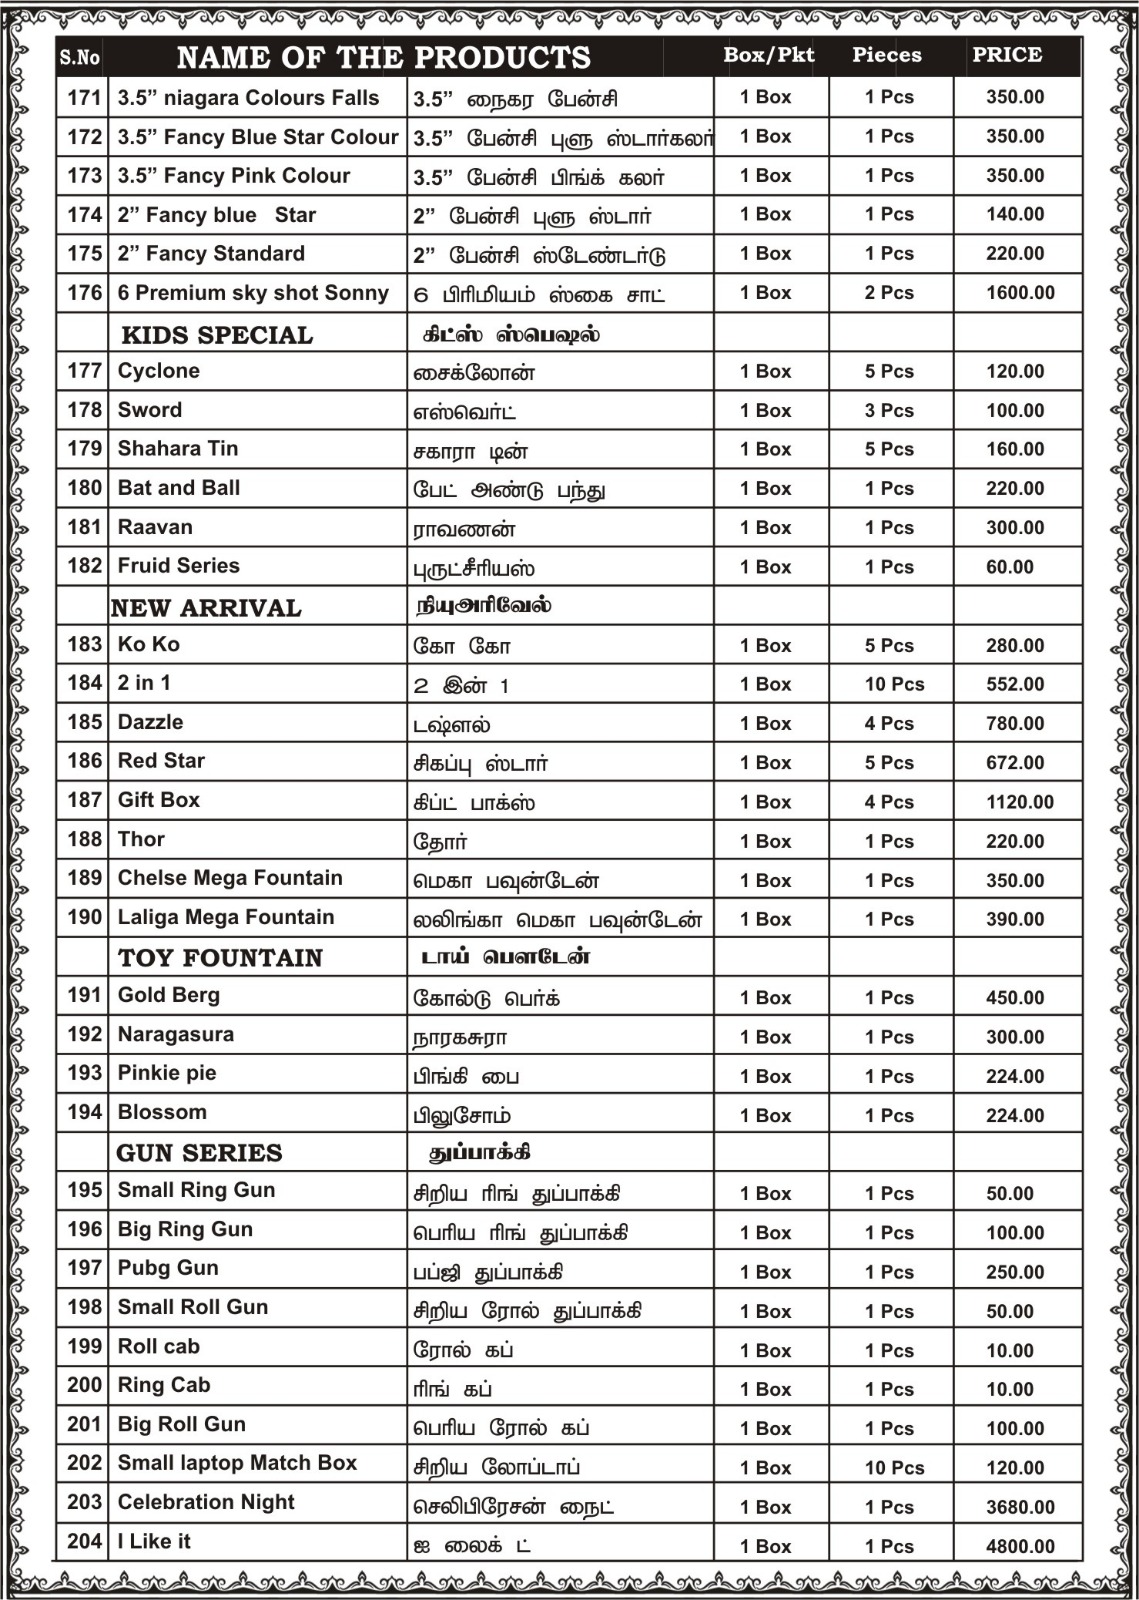 S.No NAME OF THE PRODUCTS Box/Pkt Pieces PRICE
171 3.5” niagara Colours Falls 3.5” நைகர பேன்சி 1 Box 1 Pcs 350.00
172 3.5” Fancy Blue Star Colour 3.5” பேன்சி புளு ஸ்டார்கலர் 1 Box 1 Pcs 350.00
173 3.5” Fancy Pink Colour 3.5” பேன்சி பிங்க் கலர் 1 Box 1 Pcs 350.00
174 2” Fancy blue Star 2” பேன்சி புளு ஸ்டார் 1 Box 1 Pcs 140.00
175 2” Fancy Standard 2” பேன்சி ஸ்டேண்டர்டு 1 Box 1 Pcs 220.00
176 6 Premium sky shot Sonny 6 பிரிமியம் ஸ்கை சாட் 1 Box 2 Pcs 1600.00
KIDS SPECIAL கிட்ஸ் ஸ்பெஷல்
177 Cyclone சைக்லோன் 1 Box 5 Pcs 120.00
178 Sword எஸ்வெர்ட் 1 Box 3 Pcs 100.00
179 Shahara Tin சகாரா டின் 1 Box 5 Pcs 160.00
180 Bat and Ball பேட் அண்டு பந்து 1 Box 1 Pcs 220.00
181 Raavan ராவணன் 1 Box 1 Pcs 300.00
182 Fruid Series புருட்சீரியஸ் 1 Box 1 Pcs 60.00
NEW ARRIVAL நியுஅரிவேல்
183 Ko Ko கோ கோ 1 Box 5 Pcs 280.00
184 2 in 1 2 இன் 1 1 Box 10 Pcs 552.00
185 Dazzle டஷ்ளல் 1 Box 4 Pcs 780.00
186 Red Star சிகப்பு ஸ்டார் 1 Box 5 Pcs 672.00
187 Gift Box கிப்ட் பாக்ஸ் 1 Box 4 Pcs 1120.00
188 Thor தோர் 1 Box 1 Pcs 220.00
189 Chelse Mega Fountain மெகா பவுன்டேன் 1 Box 1 Pcs 350.00
190 Laliga Mega Fountain லலிங்கா மெகா பவுன்டேன் 1 Box 1 Pcs 390.00
TOY FOUNTAIN டாய் பௌடேன்
191 Gold Berg கோல்டு பெர்க் 1 Box 1 Pcs 450.00
192 Naragasura நாரகசுரா 1 Box 1 Pcs 300.00
193 Pinkie pie பிங்கி பை 1 Box 1 Pcs 224.00
194 Blossom பிலுசோம் 1 Box 1 Pcs 224.00
GUN SERIES துப்பாக்கி
195 Small Ring Gun சிறிய ரிங் துப்பாக்கி 1 Box 1 Pcs 50.00
196 Big Ring Gun பெரிய ரிங் துப்பாக்கி 1 Box 1 Pcs 100.00
197 Pubg Gun பப்ஜி துப்பாக்கி 1 Box 1 Pcs 250.00
198 Small Roll Gun சிறிய ரோல் துப்பாக்கி 1 Box 1 Pcs 50.00
199 Roll cab ரோல் கப் 1 Box 1 Pcs 10.00
200 Ring Cab ரிங் கப் 1 Box 1 Pcs 10.00
201 Big Roll Gun பெரிய ரோல் கப் 1 Box 1 Pcs 100.00
202 Small laptop Match Box சிறிய லோப்டாப் 1 Box 10 Pcs 120.00
203 Celebration Night செலிபிரேசன் நைட் 1 Box 1 Pcs 3680.00
204 I Like it ஐ லைக் ட் 1 Box 1 Pcs 4800.00